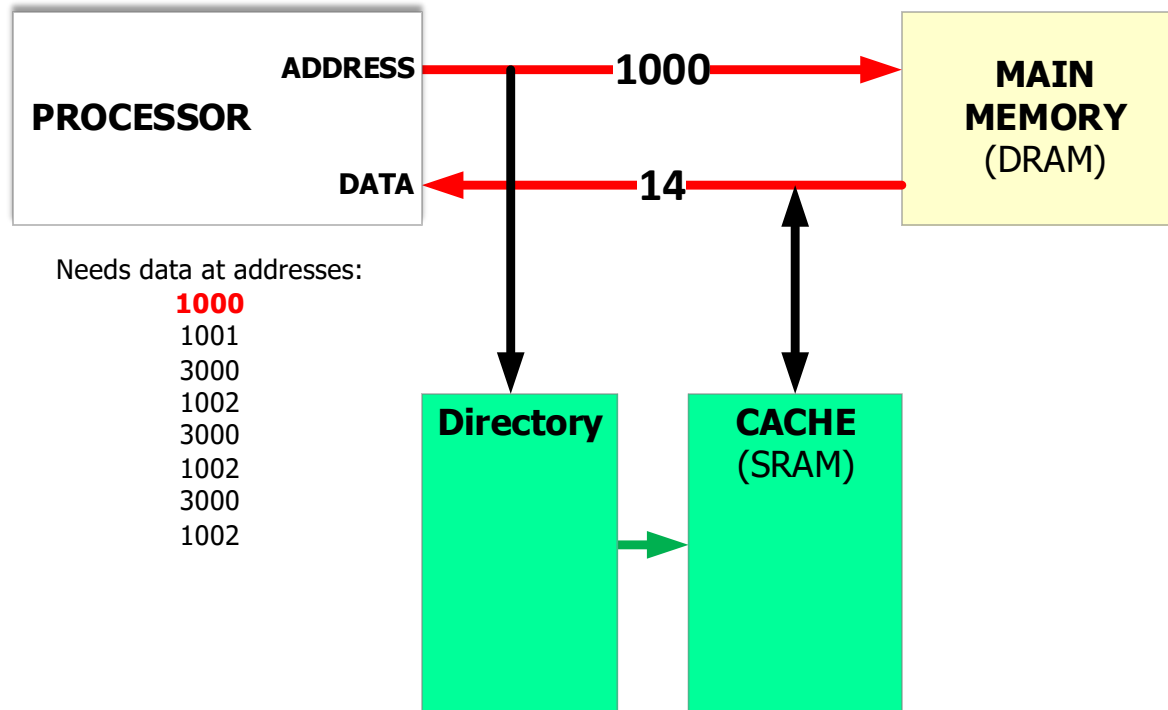 PROCESSOR
ADDRESS
DATA
1000
14
MAIN
MEMORY
(DRAM)
Needs data at addresses:
1000
1001
3000
1002
3000
1002
3000
1002
Directory
CACHE
(SRAM)